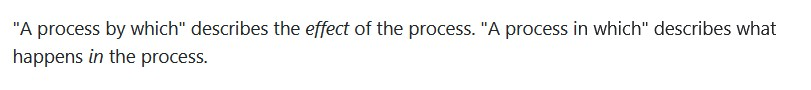 "A process by which" describes the effect of the process. "A process in which" describes what
happens in the process.